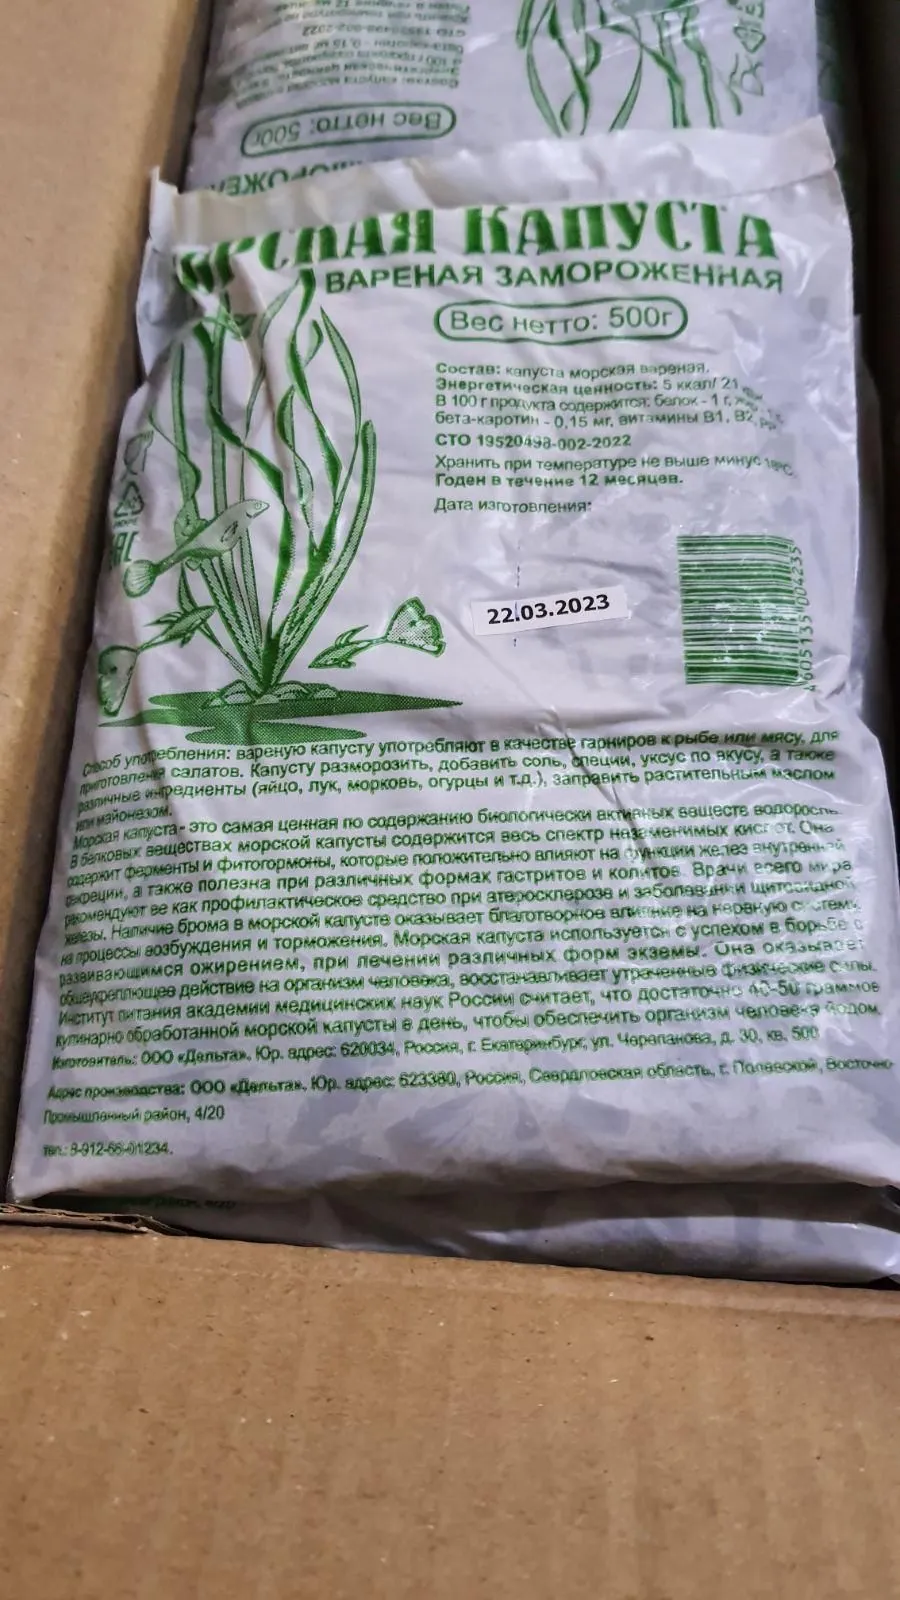 Вес нетто: 500г
КАПУСТА
ВАРЕНАЯ ЗАМОРОЖЕННАЯ
Вес нетто: 500г
Состав: капуста морская вареная.
Энергетическая ценность: 5 ккал/ 21
В 100 г продукта содержится: белок - 1 г,
бета-каротин - 0,15 мг, витамины В1, В2, РР
СТО 19520498-002-2022
Хранить при температуре не выше минус 18°С
Годен в течение 12 месяцев.
Дата изготовления:
22.03.2023
4605135004235
Способ употребления: вареную капусту употребляют в качестве гарниров к рыбе или мясу, для
приготовления салатов. Капусту разморозить, добавить соль, специи, уксус по вкусу, а также
различные ингредиенты (яйцо, лук, морковь, огурцы и т.д.), заправить растительным маслом
или майонезом.
Морская капуста - это самая ценная по содержанию биологически активных веществ водоросль.
В белковых веществах морской капусты содержится весь спектр незаменимых кислот. Она
содержит ферменты и фитогормоны, которые положительно влияют на функции желез внутренней
секреции, а также полезна при различных формах гастритов и колитов. Врачи всего мира
рекомендуют ее как профилактическое средство при атеросклерозе и заболевании щитовидной
железы. Наличие брома в морской капусте оказывает благотворное влияние на нервную систему,
на процессы возбуждения и торможения. Морская капуста используется с успехом в борьбе с
развивающимся ожирением, при лечении различных форм экземы. Она оказывает
общеукрепляющее действие на организм человека, восстанавливает утраченные физические силы.
Институт питания академии медицинских наук России считает, что достаточно 40-50 граммов
кулинарно обработанной морской капусты в день, чтобы обеспечить организм человека йодом.
Изготовитель: ООО «Дельта», Юр. адрес: 620034, Россия, г. Екатеринбург, ул. Черепанова, д. 30, кв. 500
Адрес производства: ООО «Дельта», Юр. адрес: 623380, Россия, Свердловская область, г. Полевской, Восточно-
Промышленный район, 4/20
тел.: 8-912-66-01234.